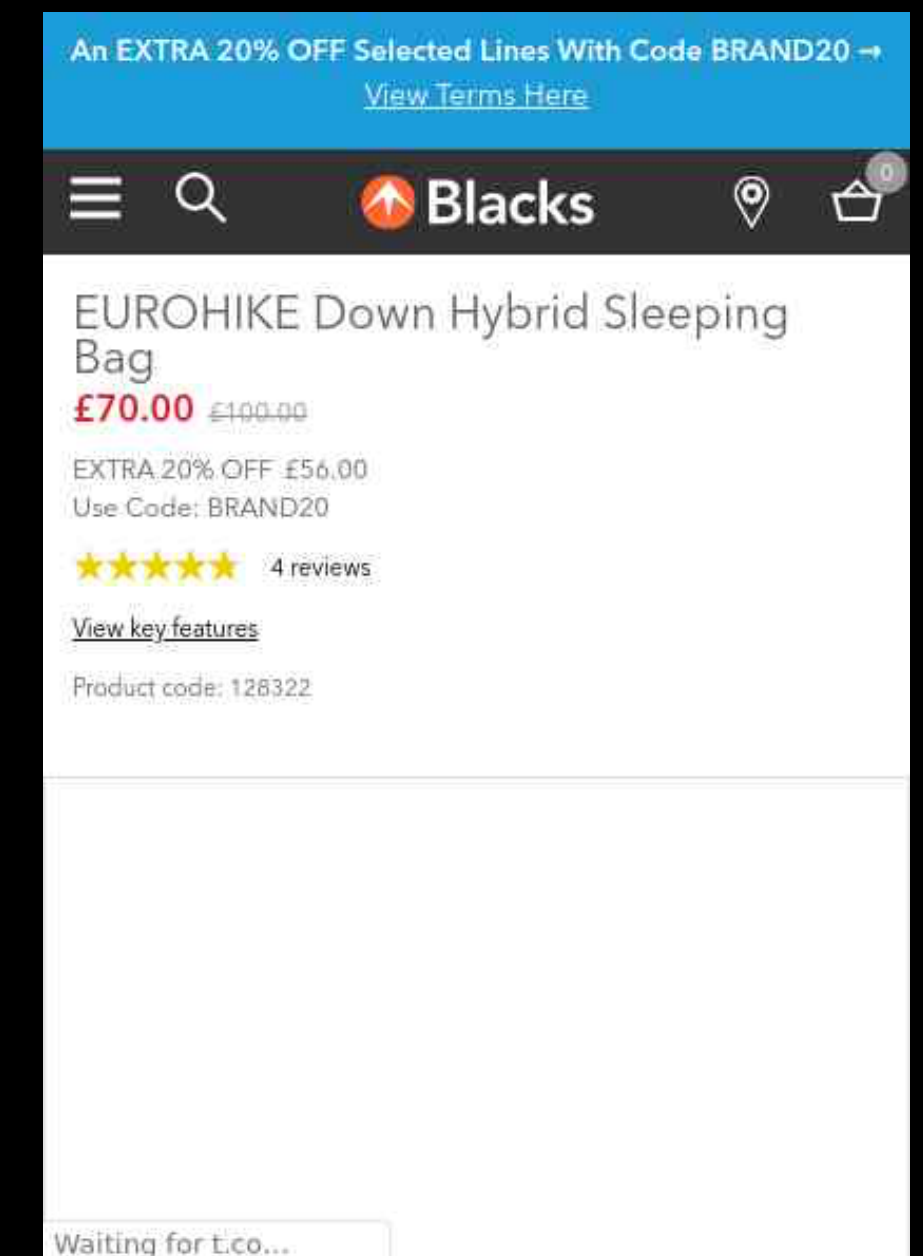 An EXTRA 20% OFF Selected Lines With Code BRAND20 →
View Terms Here
0
Blacks
EUROHIKE Down Hybrid Sleeping
Bag
£70.00 £100.00
EXTRA 20% OFF £56.00
Use Code: BRAND20
4 reviews
View key features
Product code: 128322
Waiting for t.co...